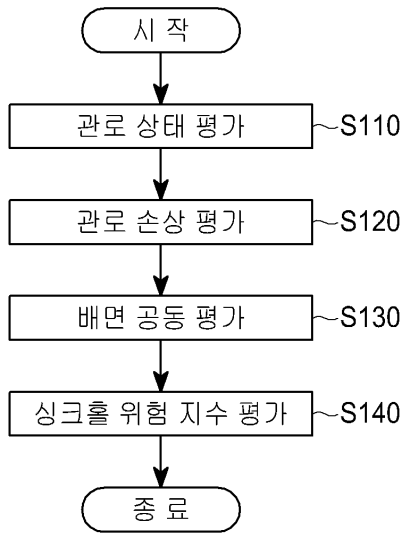 시 작
관로 상태 평가 S110
관로 손상 평가 S120
배면 공동 평가 S130
싱크홀 위험 지수 평가 S140
종 료